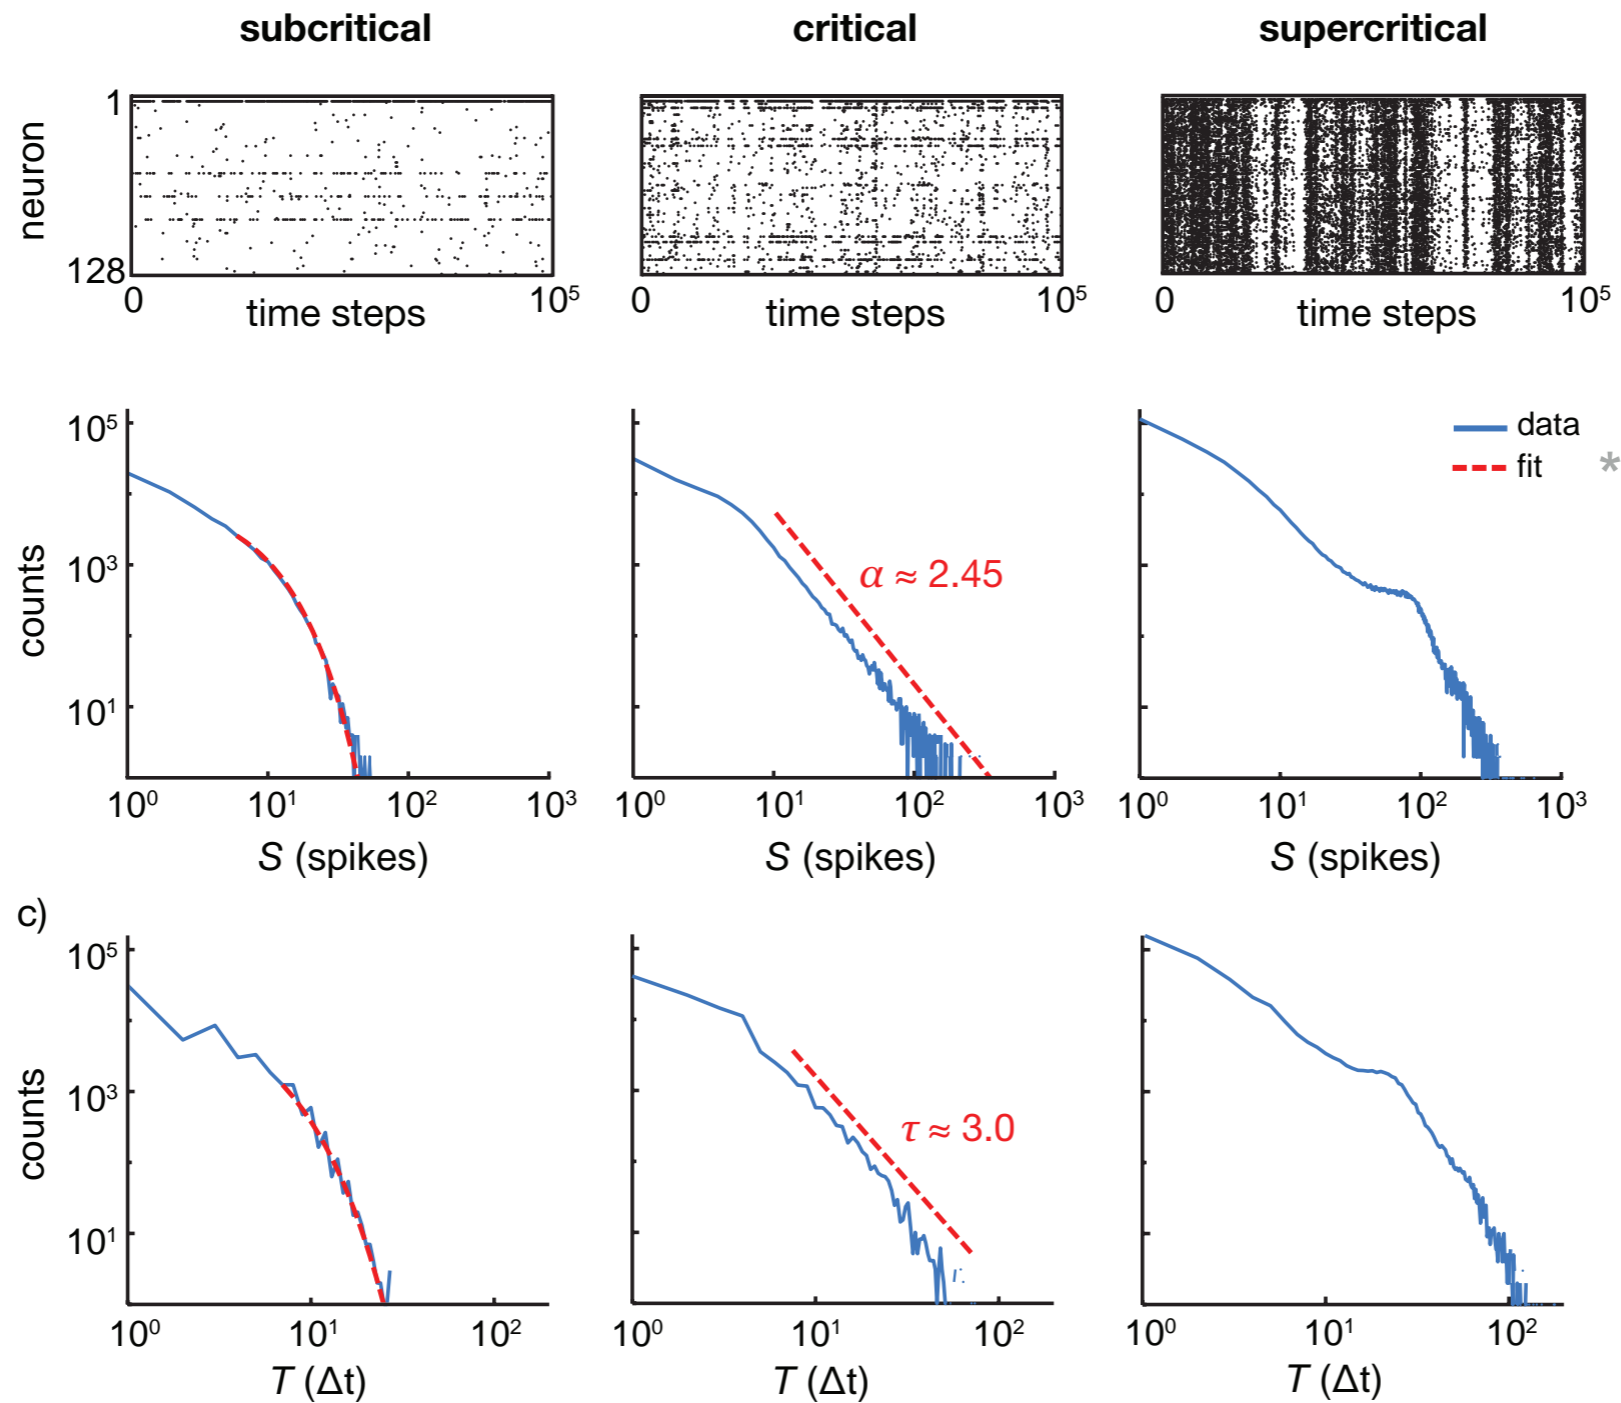 subcritical critical supercritical
neuron
1
128
0 10⁵ 0 10⁵ 0 10⁵
time steps time steps time steps
data
fit *
counts
10⁵
10³
10¹
α ≈ 2.45
10⁰ 10¹ 10² 10³ 10⁰ 10¹ 10² 10³ 10⁰ 10¹ 10² 10³
S (spikes) S (spikes) S (spikes)
c)
counts
10⁵
10³
10¹
τ ≈ 3.0
10⁰ 10¹ 10² 10⁰ 10¹ 10² 10⁰ 10¹ 10²
T (Δt) T (Δt) T (Δt)